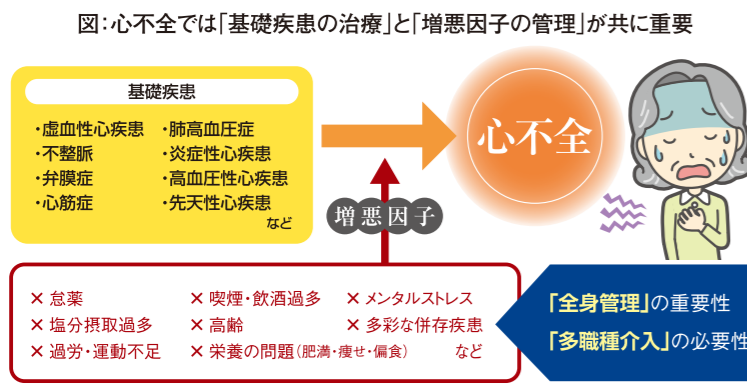 図：心不全では「基礎疾患の治療」と「増悪因子の管理」が共に重要
基礎疾患
・虚血性心疾患
・不整脈
・弁膜症
・心筋症
・肺高血圧症
・炎症性心疾患
・高血圧性心疾患
・先天性心疾患
など
心不全
増悪因子
× 怠薬
× 塩分摂取過多
× 過労・運動不足
× 喫煙・飲酒過多
× 高齢
× 栄養の問題（肥満・痩せ・偏食）
× メンタルストレス
× 多彩な併存疾患
など
「全身管理」の重要性
「多職種介入」の必要性